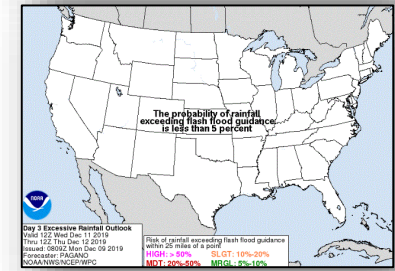 The probability of rainfall
exceeding flash flood guidance
is less than 5 percent
NOAA
Day 3 Excessive Rainfall Outlook
Valid 12Z Wed Dec 11 2019
Thru 12Z Thu Dec 12 2019
Issued: 0809Z Mon Dec 09 2019
Forecaster: PAGANO
NOAA/NWS/NCEP/WPC
Risk of rainfall exceeding flash flood guidance
within 25 miles of a point
HIGH: > 50% SLGT: 10%-20%
MDT: 20%-50% MRGL: 5%-10%